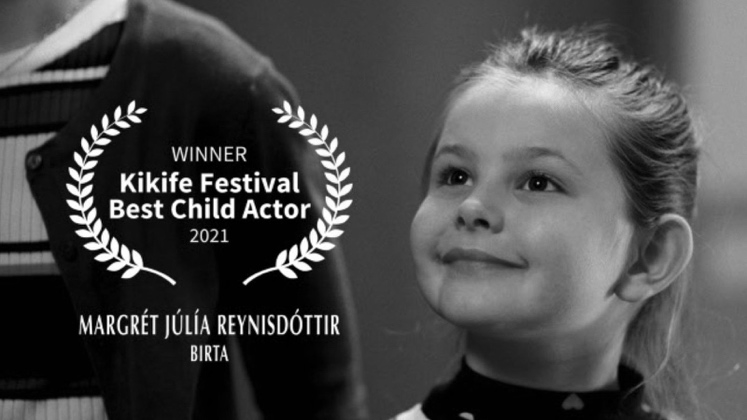 WINNER
Kikife Festival
Best Child Actor
2021
MARGRÉT JÚLÍA REYNISDÓTTIR
BIRTA